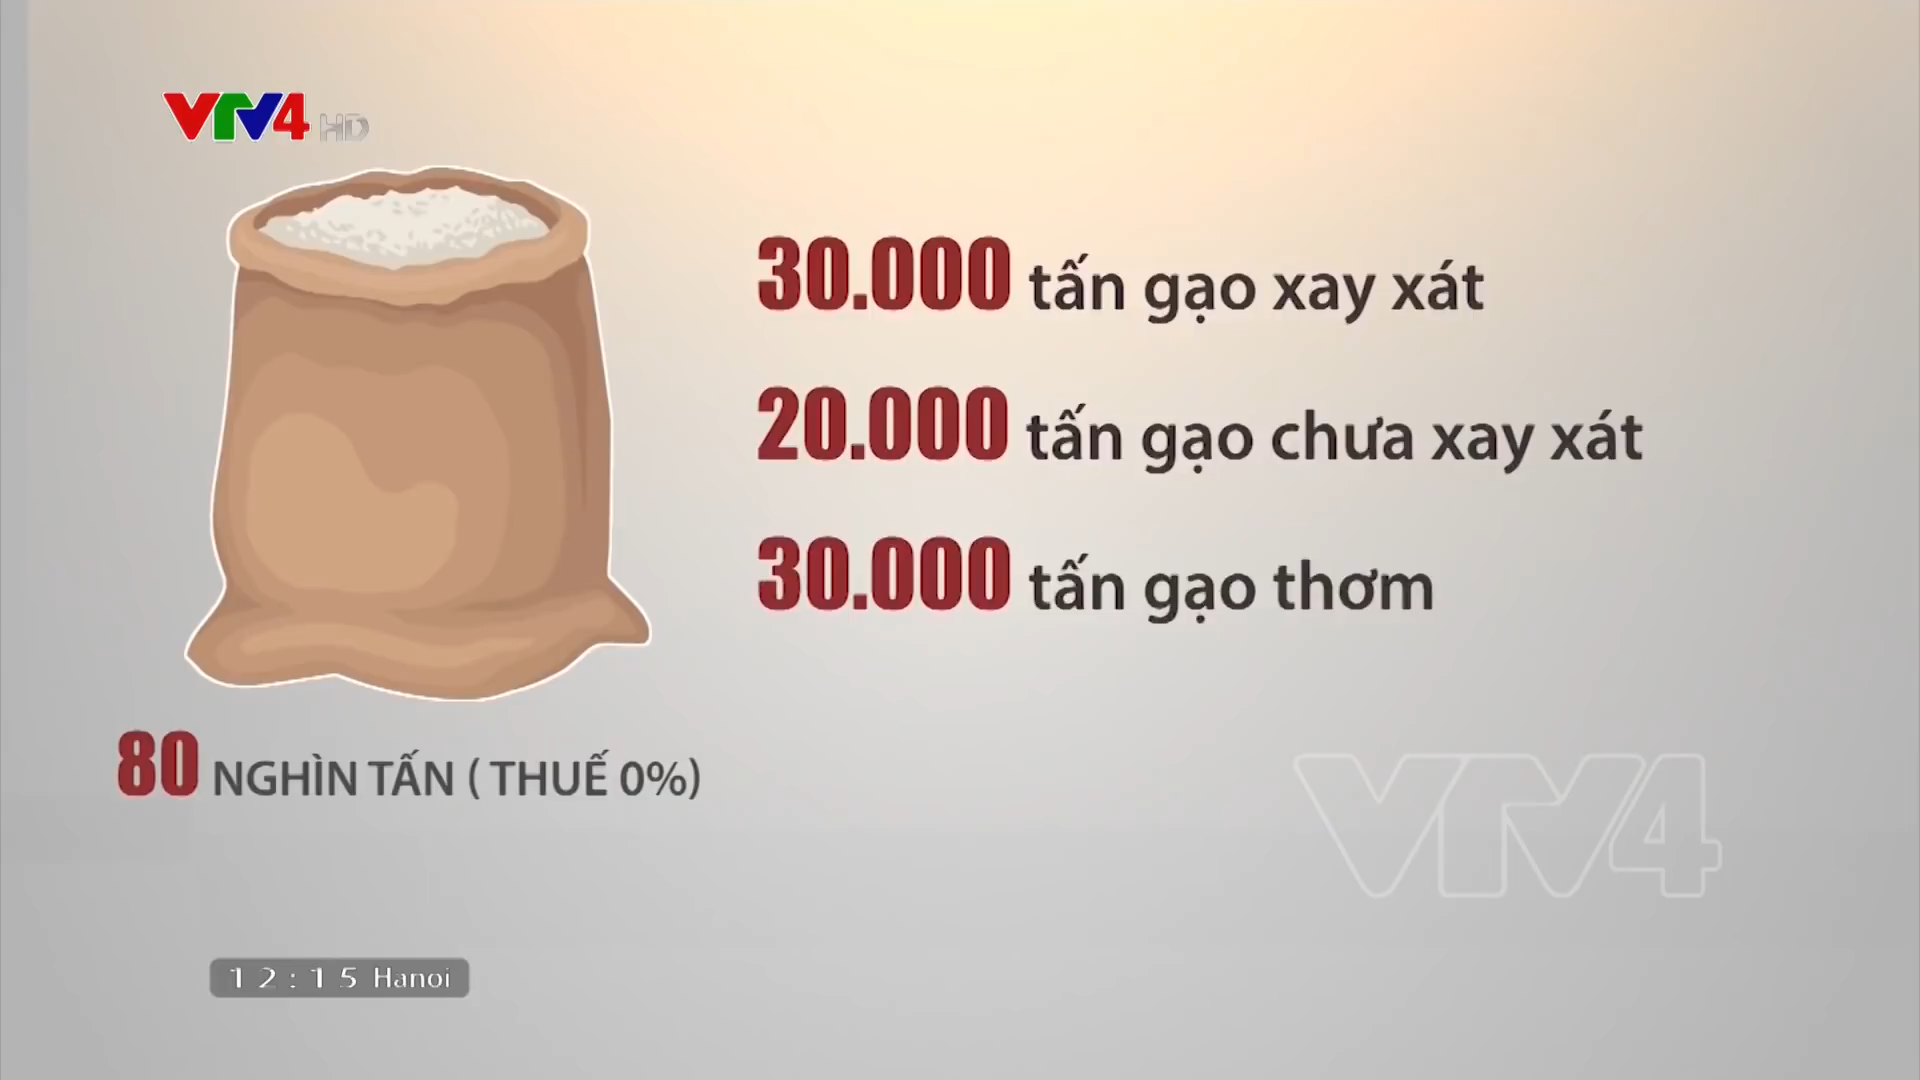 VTV4 HD
30.000 tấn gạo xay xát
20.000 tấn gạo chưa xay xát
30.000 tấn gạo thơm
80 NGHÌN TẤN ( THUẾ 0%)
VTV4
12:15 Hanoi